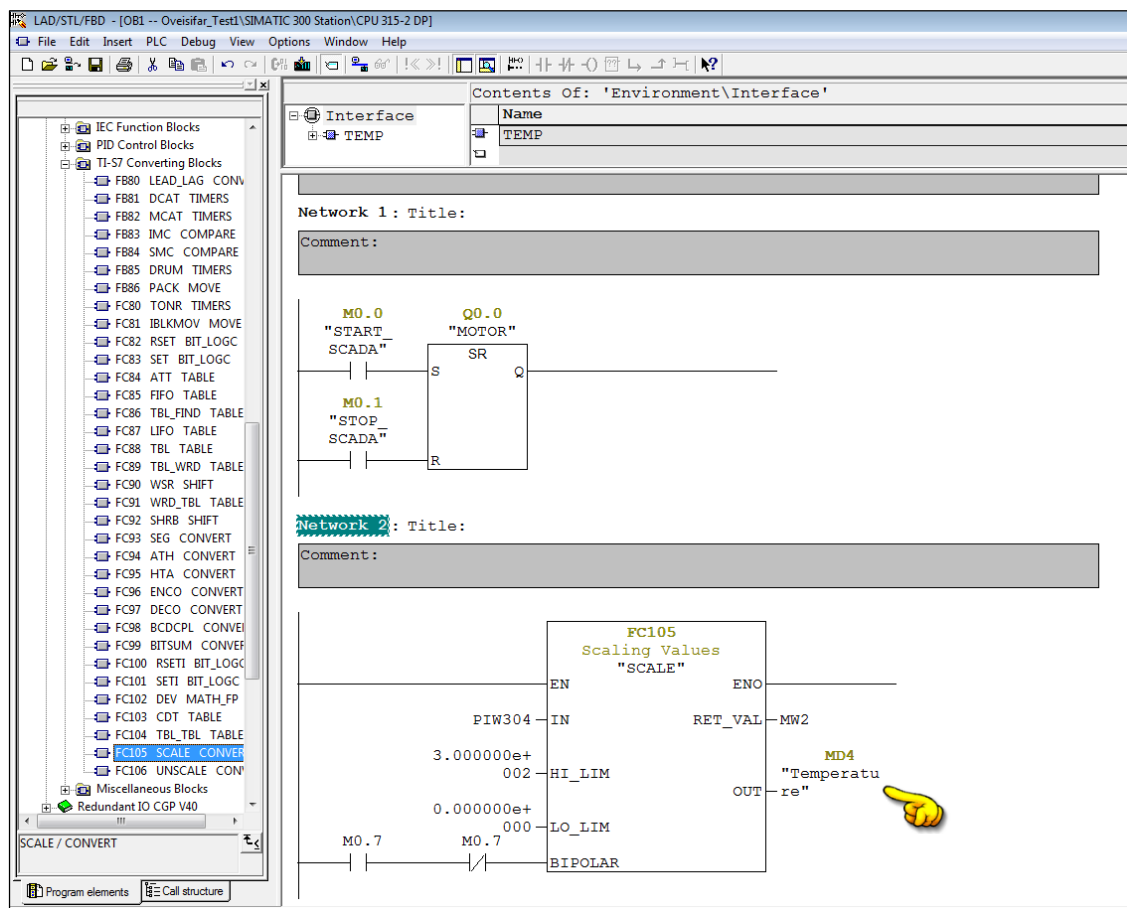 LAD/STL/FBD - [OB1 -- Oveisifar_Test1\SIMATIC 300 Station\CPU 315-2 DP]
File Edit Insert PLC Debug View Options Window Help
Contents Of: 'Environment\Interface'
Interface
TEMP
Name
TEMP
IEC Function Blocks
PID Control Blocks
TI-S7 Converting Blocks
FB80 LEAD_LAG CONV
FB81 DCAT TIMERS
FB82 MCAT TIMERS
FB83 IMC COMPARE
FB84 SMC COMPARE
FB85 DRUM TIMERS
FB86 PACK MOVE
FC80 TONR TIMERS
FC81 IBLKMOV MOVE
FC82 RSET BIT_LOGC
FC83 SET BIT_LOGC
FC84 ATT TABLE
FC85 FIFO TABLE
FC86 TBL_FIND TABLE
FC87 LIFO TABLE
FC88 TBL TABLE
FC89 TBL_WRD TABLE
FC90 WSR SHIFT
FC91 WRD_TBL TABLE
FC92 SHRB SHIFT
FC93 SEG CONVERT
FC94 ATH CONVERT
FC95 HTA CONVERT
FC96 ENCO CONVERT
FC97 DECO CONVERT
FC98 BCDCPL CONVE
FC99 BITSUM CONVER
FC100 RSETI BIT_LOGC
FC101 SETI BIT_LOGC
FC102 DEV MATH_FP
FC103 CDT TABLE
FC104 TBL_TBL TABLE
FC105 SCALE CONVER
FC106 UNSCALE CON
Miscellaneous Blocks
Redundant IO CGP V40
SCALE / CONVERT
Program elements
Call structure
Network 1 : Title:
Comment:
M0.0
"START_
SCADA"
Q0.0
"MOTOR"
SR
S
Q
M0.1
"STOP_
SCADA"
R
Network 2 : Title:
Comment:
FC105
Scaling Values
"SCALE"
EN
ENO
PIW304
IN
RET_VAL
MW2
3.000000e+
002
HI_LIM
MD4
"Temperatu
re"
OUT
0.000000e+
000
LO_LIM
M0.7
M0.7
BIPOLAR